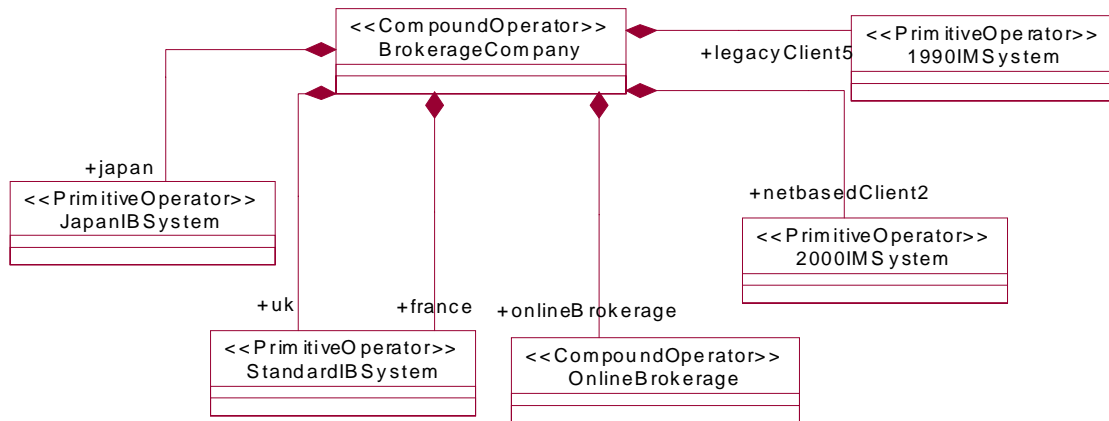 <<CompoundOperator>>
BrokerageCompany
<<PrimitiveOperator>>
1990IMSystem
+legacyClient5
+japan
<<PrimitiveOperator>>
JapanIBSystem
+netbasedClient2
<<PrimitiveOperator>>
2000IMSystem
+uk
+france
+onlineBrokerage
<<PrimitiveOperator>>
StandardIBSystem
<<CompoundOperator>>
OnlineBrokerage